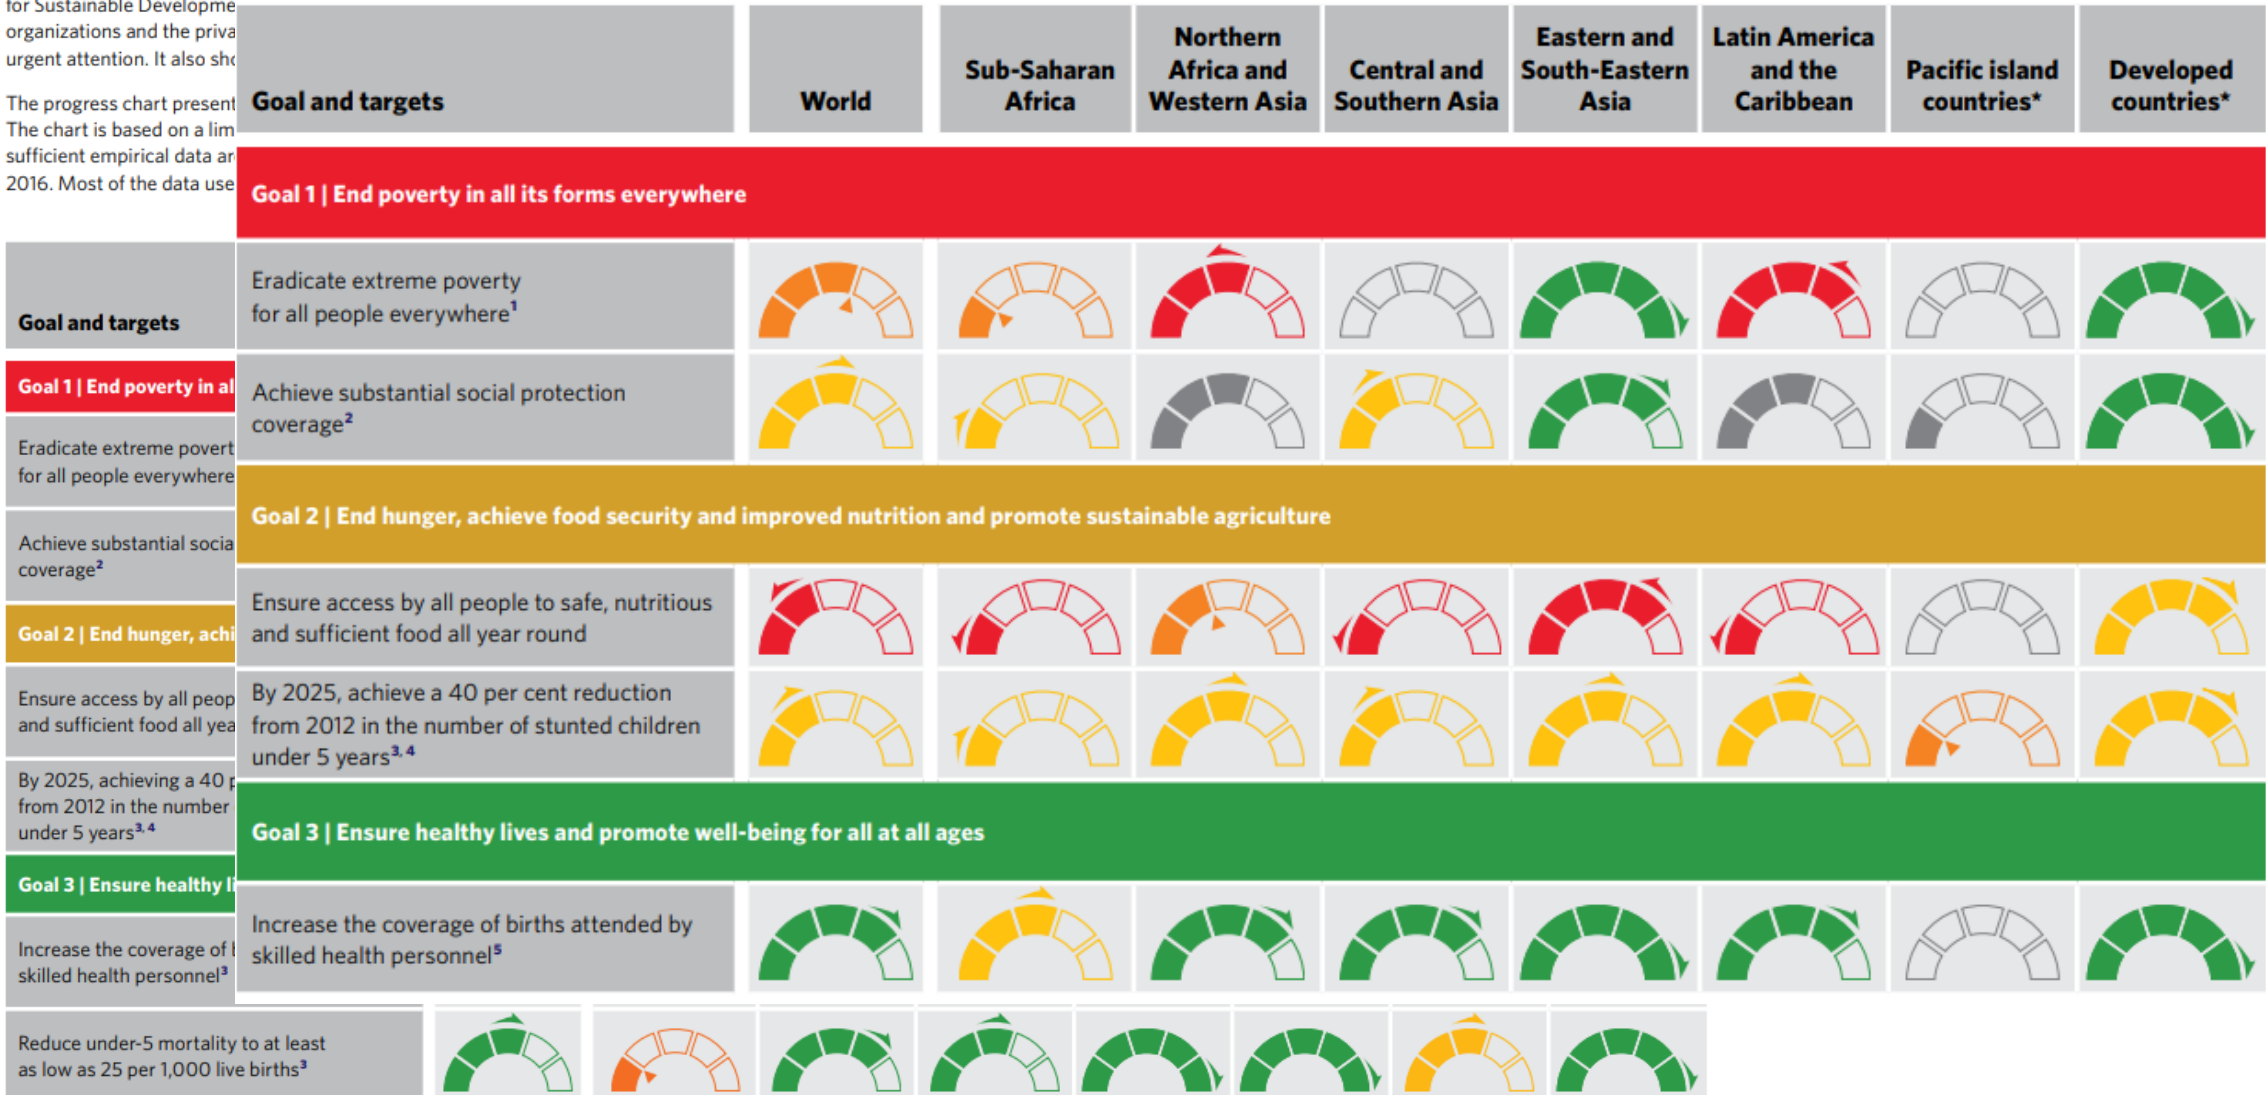 for Sustainable Developme
organizations and the priva
urgent attention. It also sho
The progress chart present
The chart is based on a lim
sufficient empirical data ar
2016. Most of the data use
Goal and targets
Goal 1 | End poverty in al
Eradicate extreme povert
for all people everywhere
Achieve substantial socia
coverage²
Goal 2 | End hunger, achi
Ensure access by all peop
and sufficient food all yea
By 2025, achieving a 40 p
from 2012 in the number
under 5 years³,⁴
Goal 3 | Ensure healthy li
Increase the coverage of b
skilled health personnel³
Reduce under-5 mortality to at least
as low as 25 per 1,000 live births³
Goal and targets
World
Sub-Saharan
Africa
Northern
Africa and
Western Asia
Central and
Southern Asia
Eastern and
South-Eastern
Asia
Latin America
and the
Caribbean
Pacific island
countries*
Developed
countries*
Goal 1 | End poverty in all its forms everywhere
Eradicate extreme poverty
for all people everywhere¹
Achieve substantial social protection
coverage²
Goal 2 | End hunger, achieve food security and improved nutrition and promote sustainable agriculture
Ensure access by all people to safe, nutritious
and sufficient food all year round
By 2025, achieve a 40 per cent reduction
from 2012 in the number of stunted children
under 5 years³,⁴
Goal 3 | Ensure healthy lives and promote well-being for all at all ages
Increase the coverage of births attended by
skilled health personnel⁵